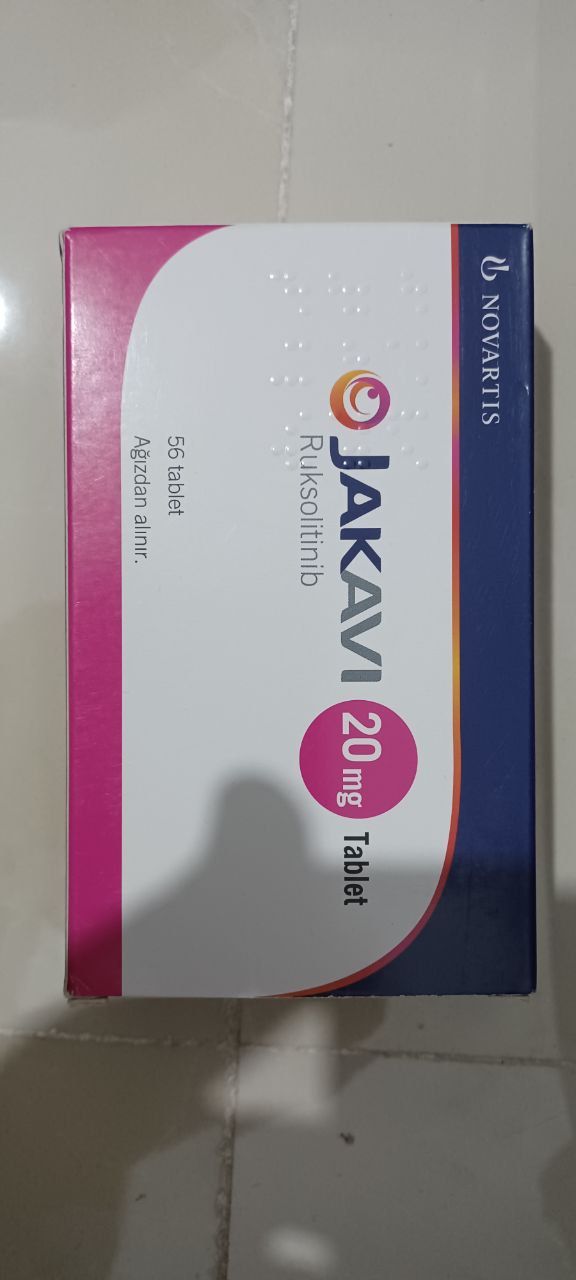 NOVARTIS
JAKAVI 20 mg Tablet
Ruksolitinib
56 tablet
Ağızdan alınır.